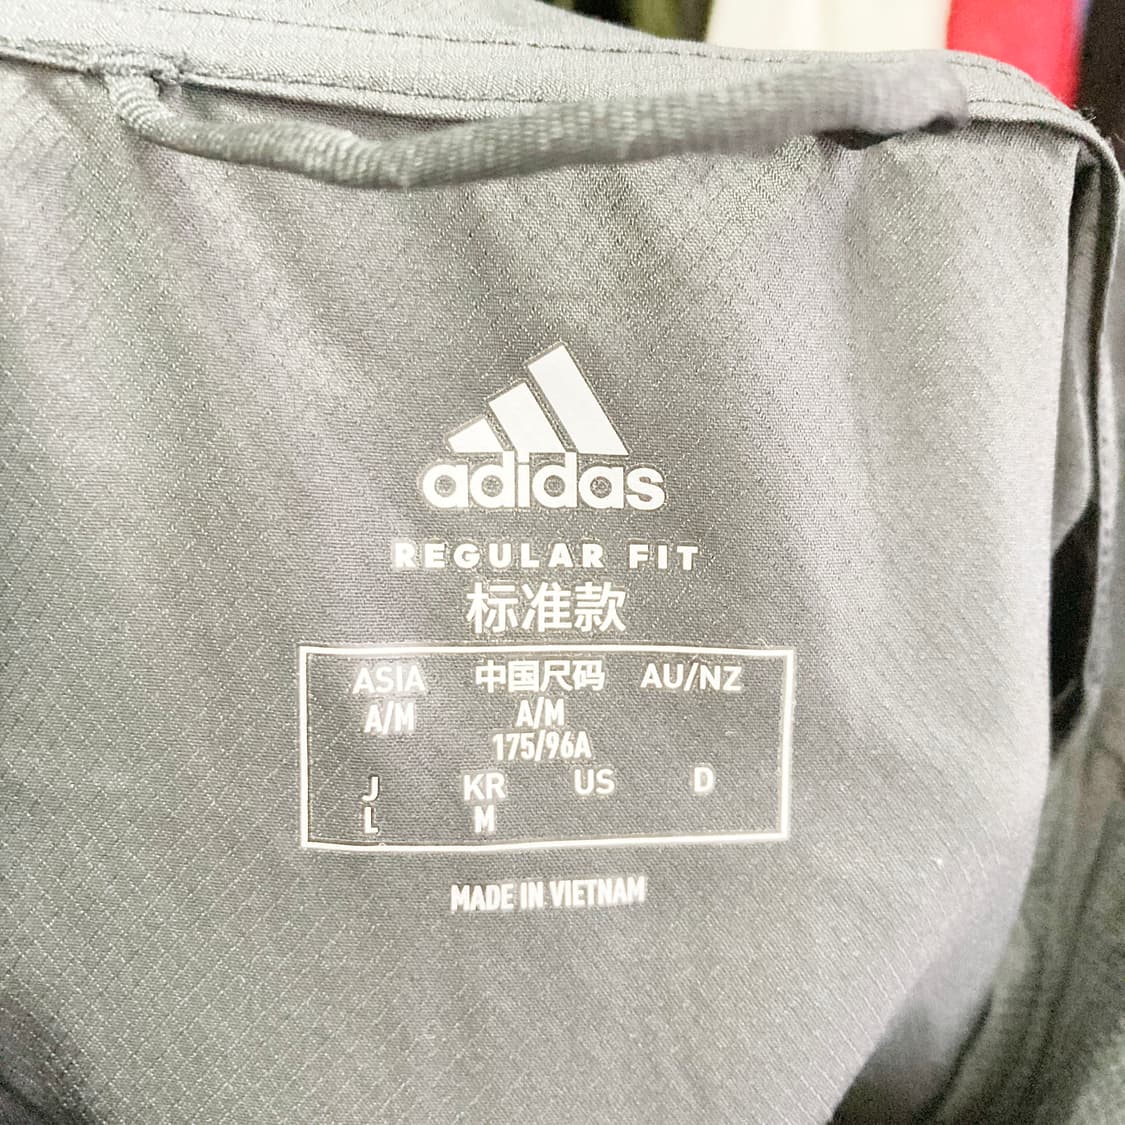 adidas
REGULAR FIT
标准款
ASIA 中国尺码 AU/NZ
A/M A/M
175/96A
J KR US D
L M
MADE IN VIETNAM